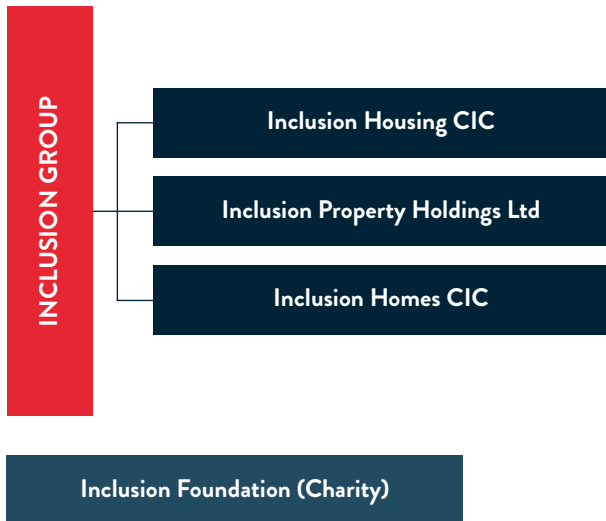 INCLUSION GROUP
Inclusion Housing CIC
Inclusion Property Holdings Ltd
Inclusion Homes CIC
Inclusion Foundation (Charity)